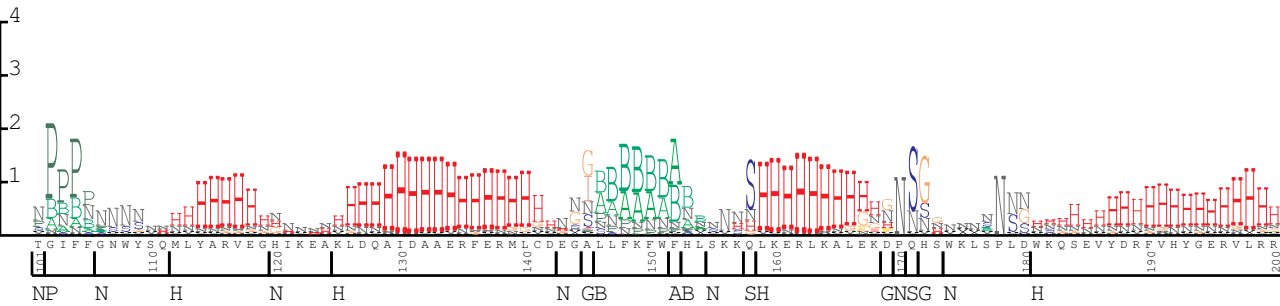 4
3
2
1
TGIFFGNWYSQMLYARVEGHIKEAKLDQAIDAAERFERMLCDEGALLFKFWFHLSKKQLKERLKALEKDPQHSWKLSPLDWKQSEVYDRFVHYGERVLRR
101 110 120 130 140 150 160 170 180 190 200
NP N H N H N GB AB N SH GNSG N H